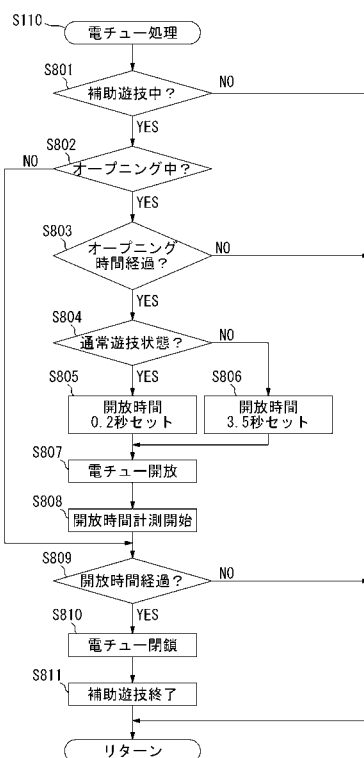 S110
電チュー処理
S801
補助遊技中?
NO
YES
S802
NO
オープニング中?
YES
S803
オープニング
時間経過?
NO
YES
S804
通常遊技状態?
NO
YES
S805
開放時間
0.2秒セット
S806
開放時間
3.5秒セット
S807
電チュー開放
S808
開放時間計測開始
S809
開放時間経過?
NO
YES
S810
電チュー閉鎖
S811
補助遊技終了
リターン